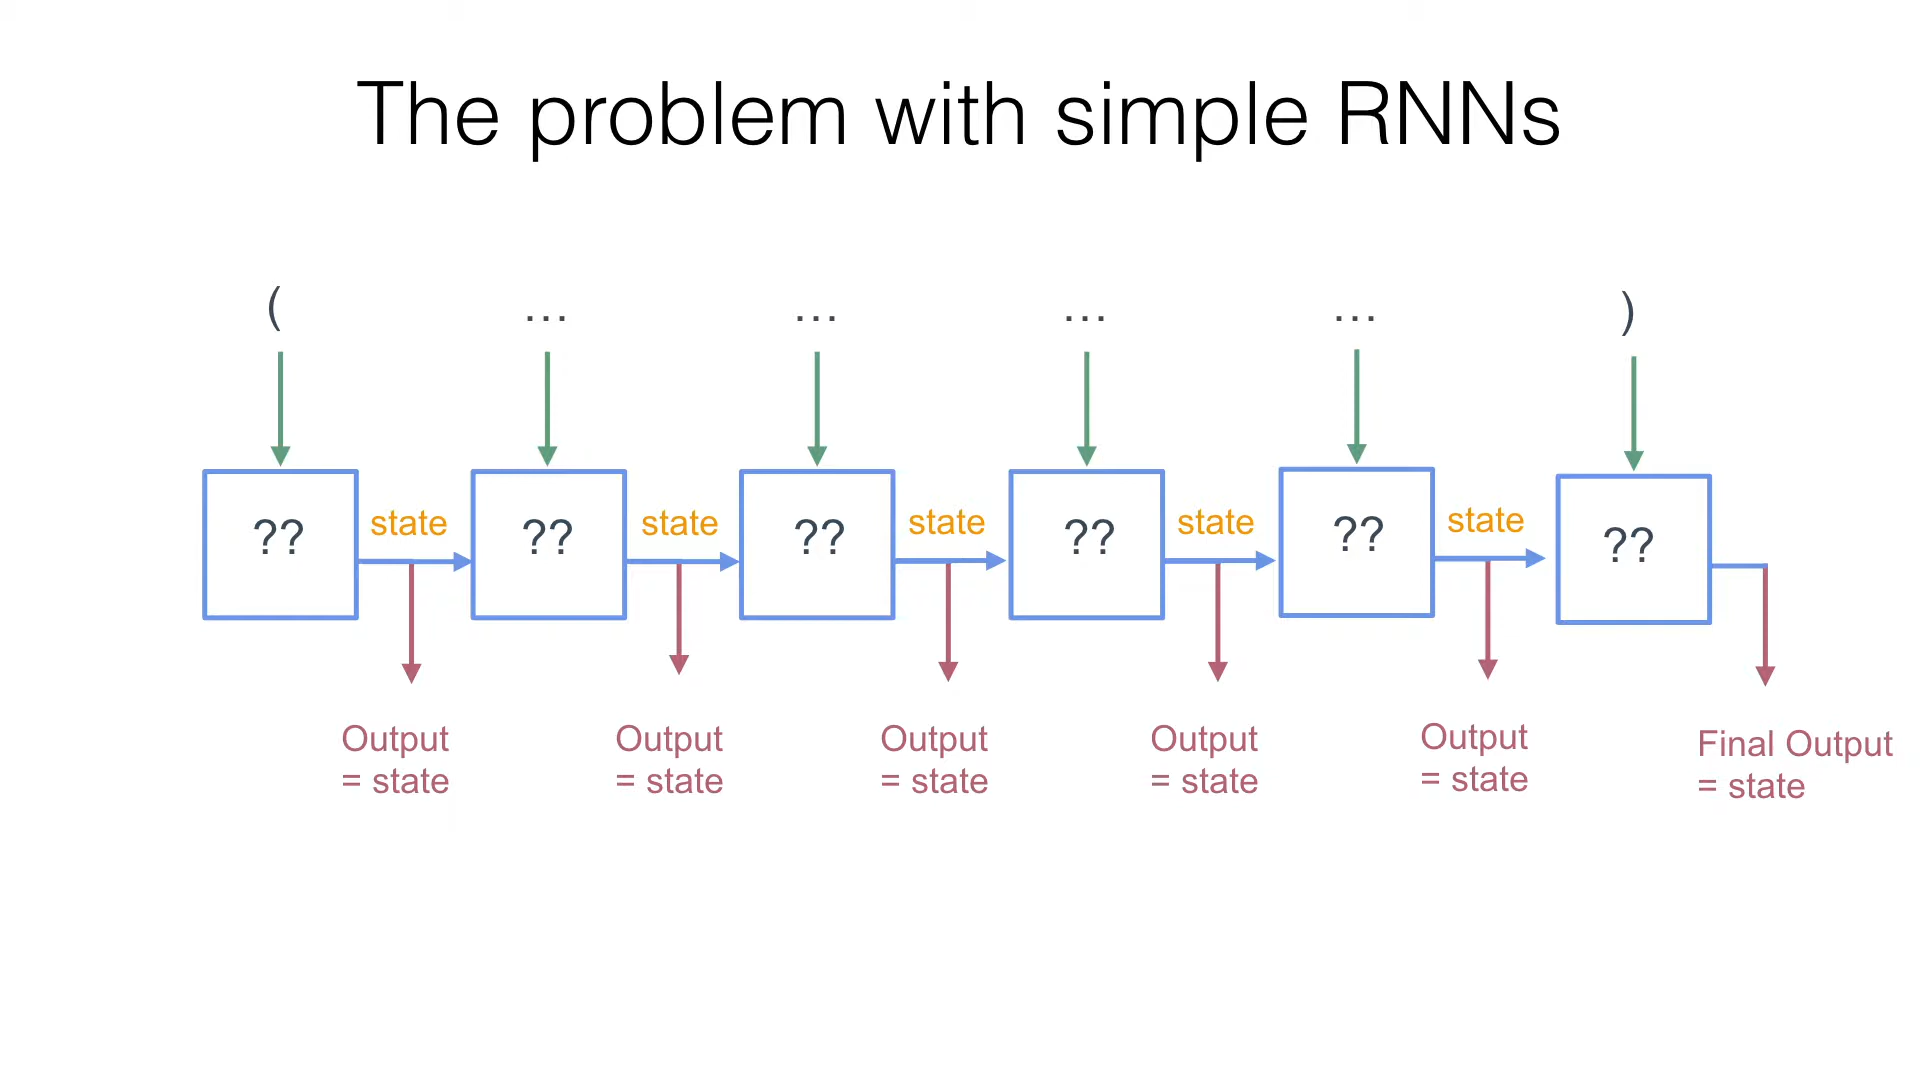 The problem with simple RNNs
( ... ... ... ... )
?? state ?? state ?? state ?? state ?? state ??
Output
= state
Output
= state
Output
= state
Output
= state
Output
= state
Final Output
= state